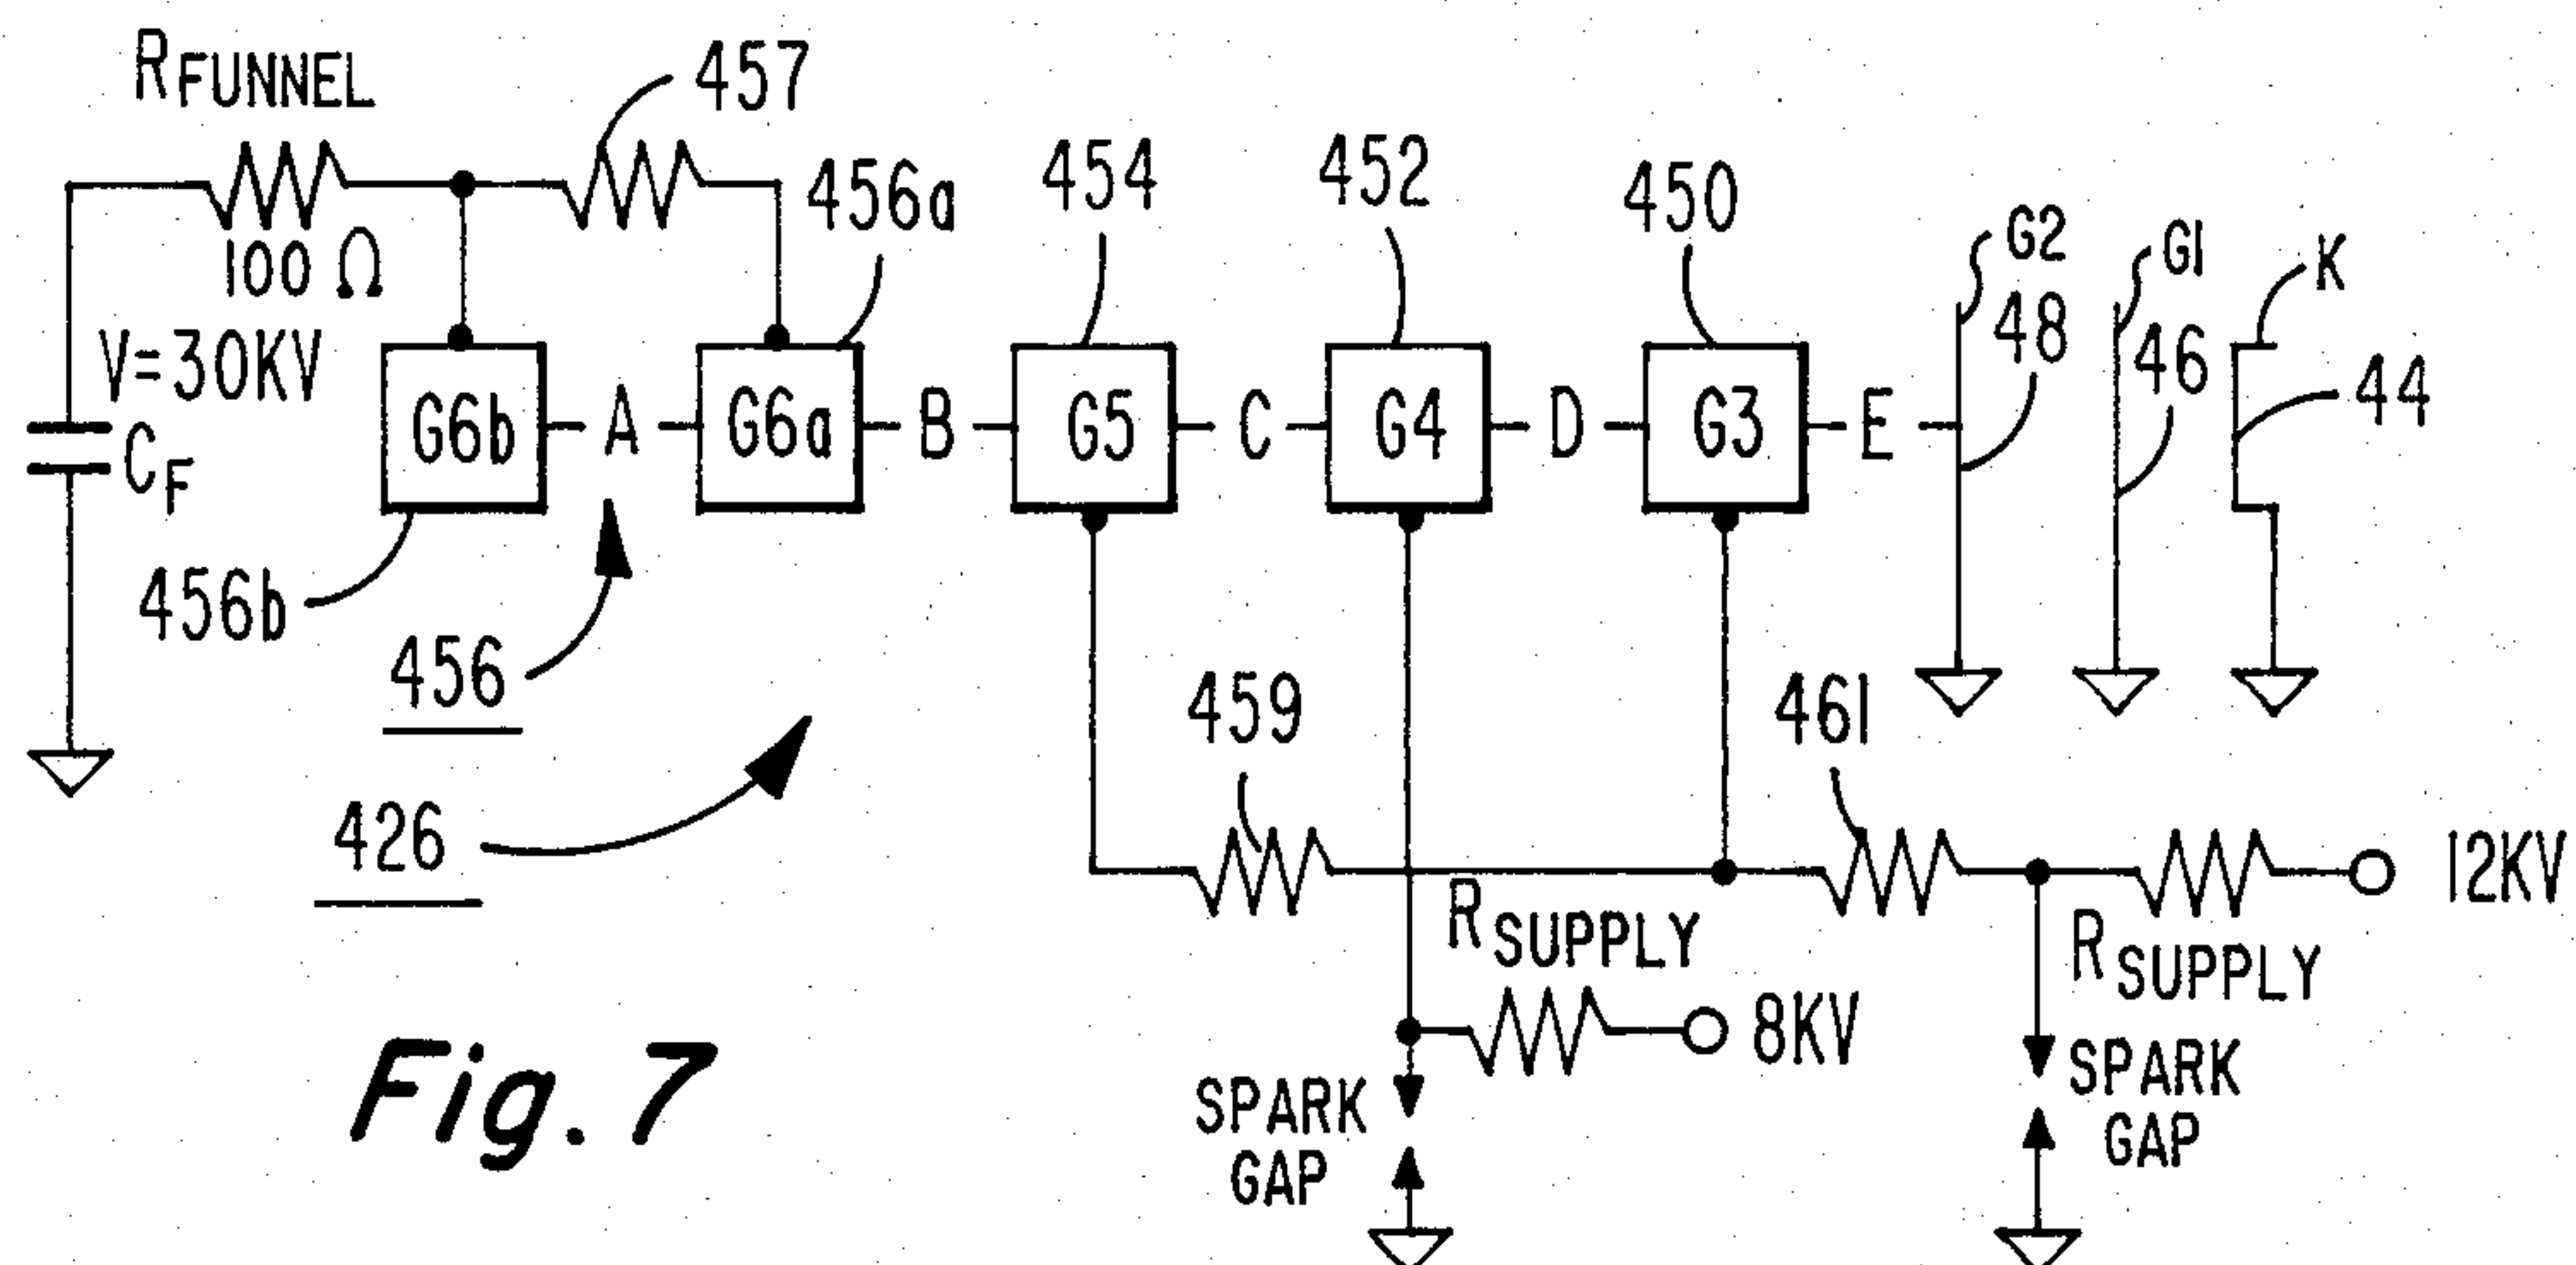 RFUNNEL
457
100 Ω
456a
454
452
450
G2
G1
K
V=30KV
CF
G6b
A
G6a
B
G5
C
G4
D
G3
E
48
46
44
456b
456
459
461
426
RSUPPLY
12KV
RSUPPLY
8KV
SPARK
GAP
SPARK
GAP
Fig. 7